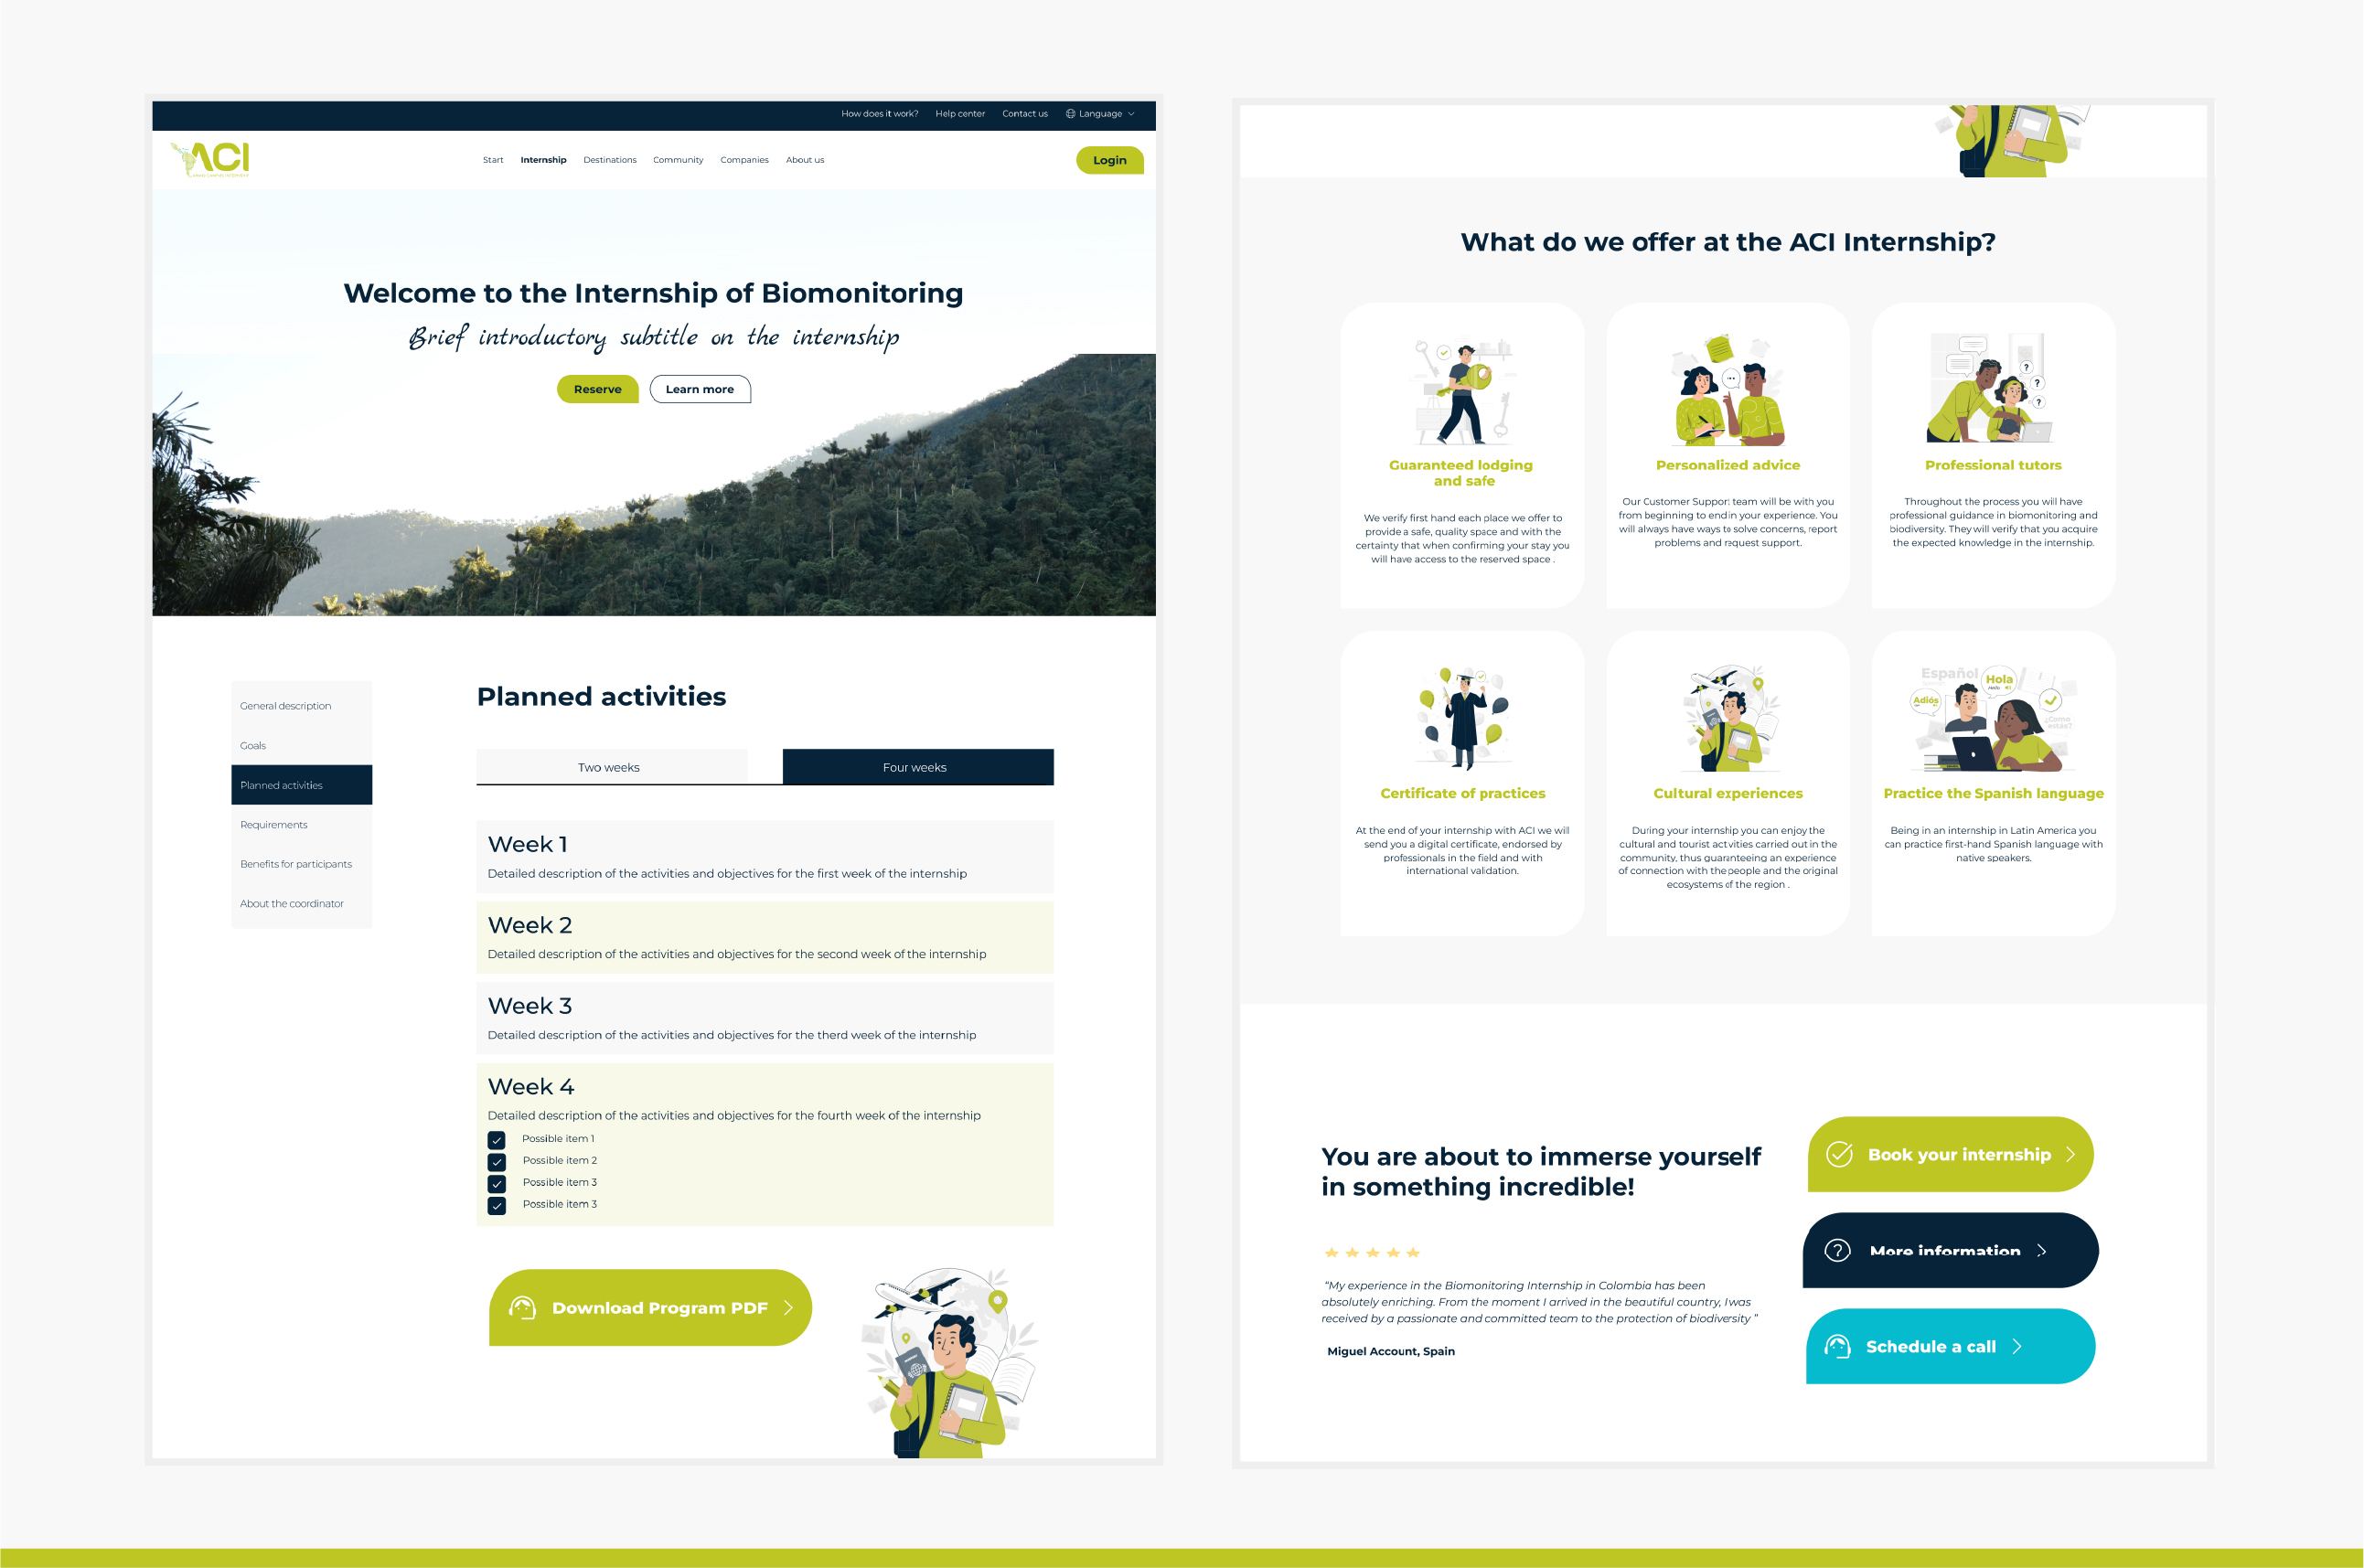 How does it work? Help center Contact us Language
ACI
Start Internship Destinations Community Companies About us
Login
Welcome to the Internship of Biomonitoring
Brief introductory subtitle on the internship
Reserve Learn more
General description
Goals
Planned activities
Requirements
Benefits for participants
About the coordinator
Planned activities
Two weeks Four weeks
Week 1
Detailed description of the activities and objectives for the first week of the internship
Week 2
Detailed description of the activities and objectives for the second week of the internship
Week 3
Detailed description of the activities and objectives for the therd week of the internship
Week 4
Detailed description of the activities and objectives for the fourth week of the internship
Possible item 1
Possible item 2
Possible item 3
Possible item 3
Download Program PDF
What do we offer at the ACI Internship?
Guaranteed lodging
and safe
We verify first hand each place we offer to
provide a safe, quality space and with the
certainty that when confirming your stay you
will have access to the reserved space .
Personalized advice
Our Customer Support team will be with you
from beginning to end in your experience. You
will always have ways to solve concerns, report
problems and request support.
Professional tutors
Throughout the process you will have
professional guidance in biomonitoring and
biodiversity. They will verify that you acquire
the expected knowledge in the internship.
Certificate of practices
At the end of your internship with ACI we will
send you a digital certificate, endorsed by
professionals in the field and with
international validation.
Cultural experiences
During your internship you can enjoy the
cultural and tourist activities carried out in the
community, thus guaranteeing an experience
of connection with the people and the original
ecosystems of the region .
Español
Hola
Hello
Adiós
¿Como
estás?
Practice the Spanish language
Being in an internship in Latin America you
can practice first-hand Spanish language with
native speakers.
You are about to immerse yourself
in something incredible!
“My experience in the Biomonitoring Internship in Colombia has been
absolutely enriching. From the moment I arrived in the beautiful country, I was
received by a passionate and committed team to the protection of biodiversity ”
Miguel Account, Spain
Book your internship
More information
Schedule a call